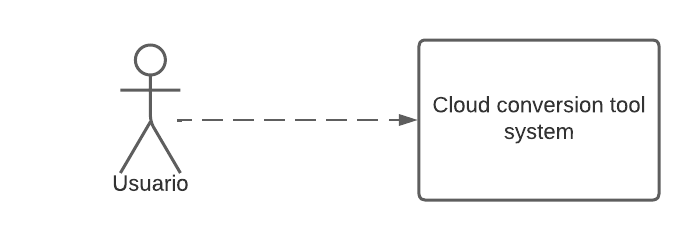 Cloud conversion tool
system
Usuario